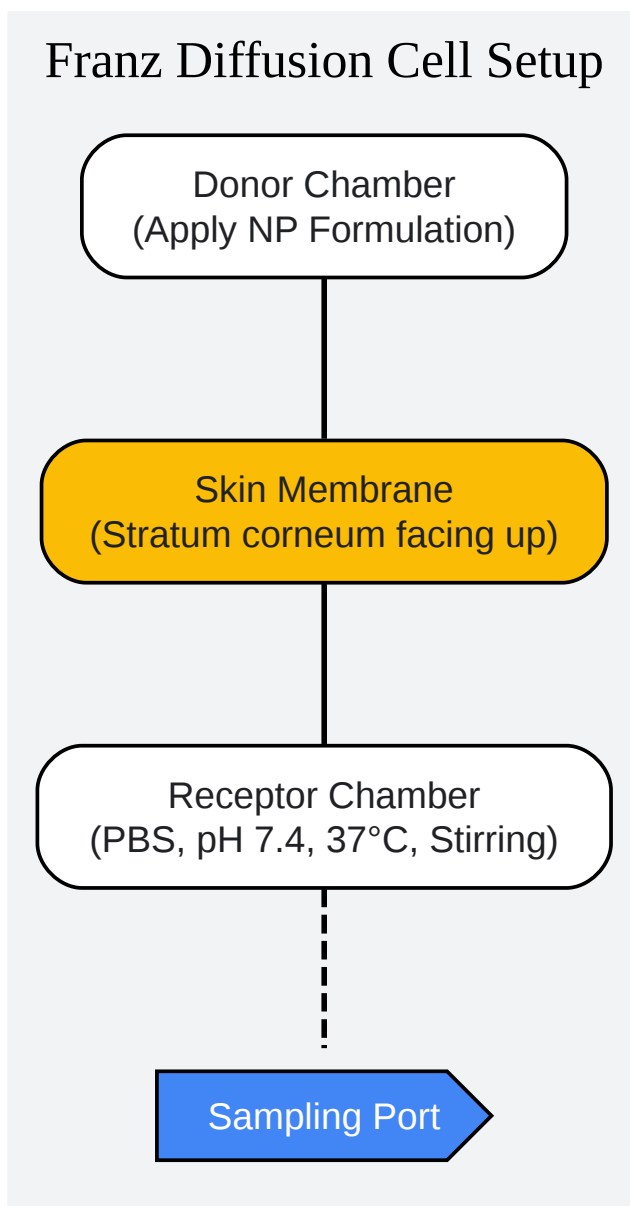 Franz Diffusion Cell Setup
Donor Chamber
(Apply NP Formulation)
Skin Membrane
(Stratum corneum facing up)
Receptor Chamber
(PBS, pH 7.4, 37°C, Stirring)
Sampling Port